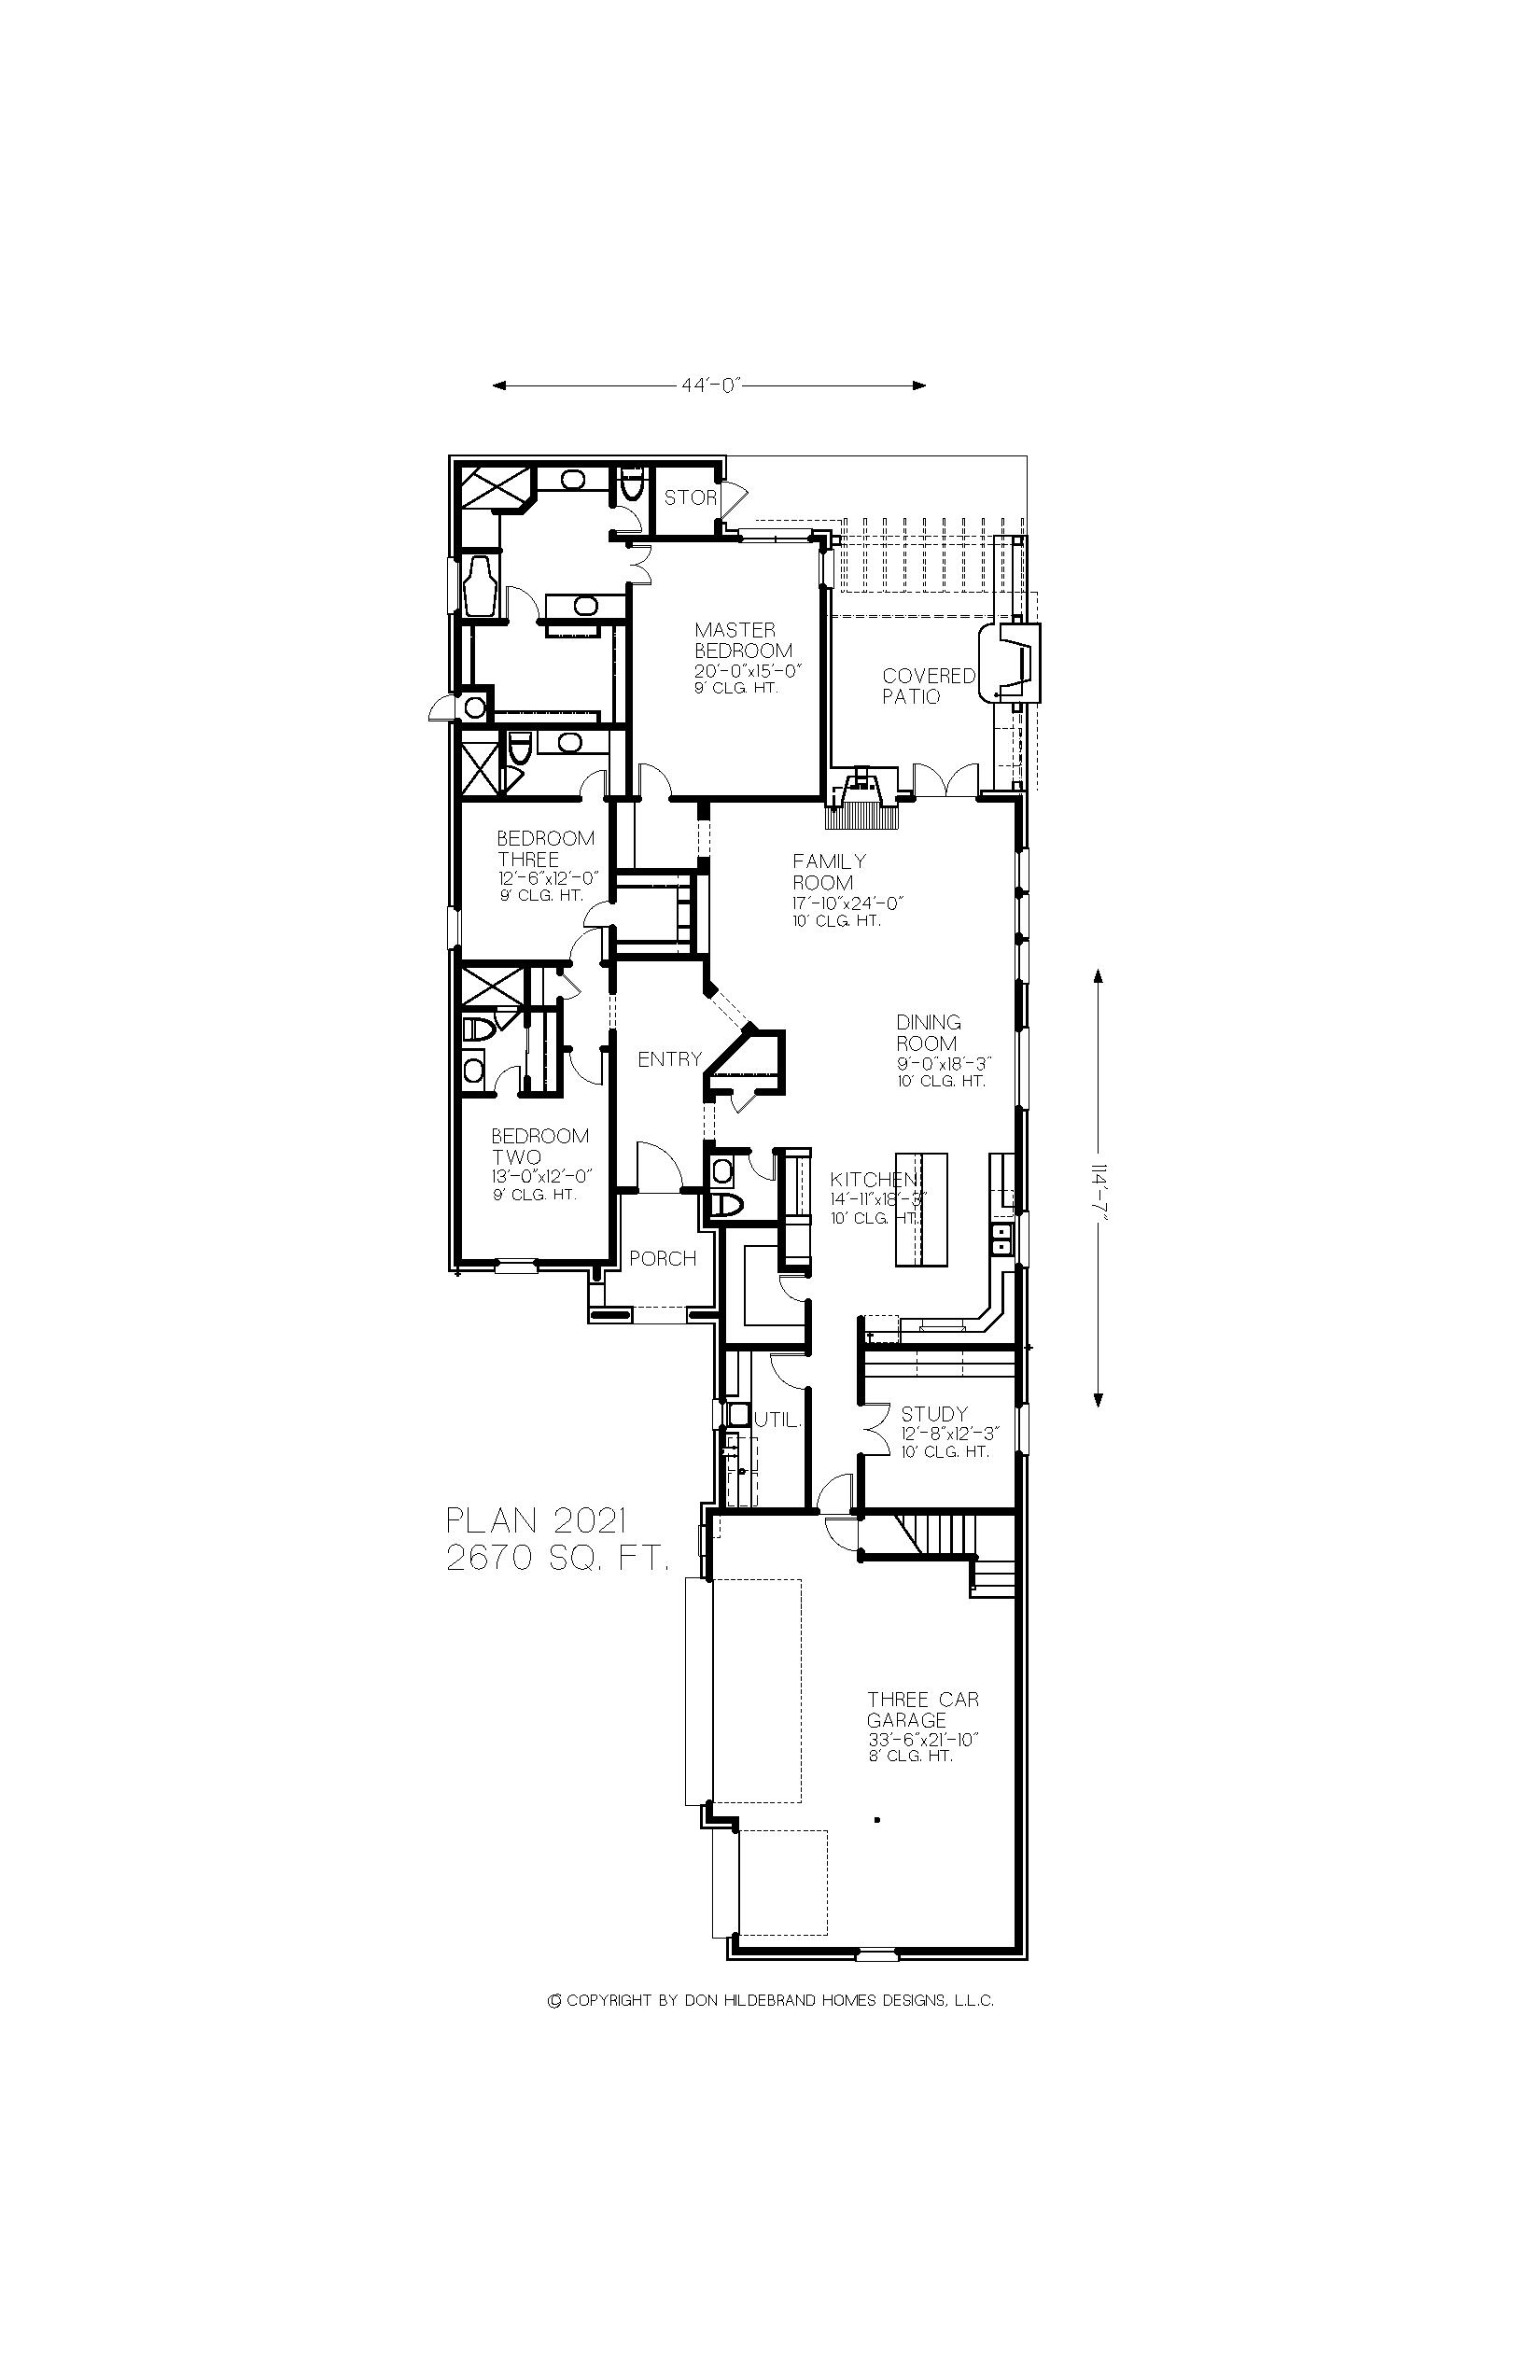 44'-0"
STOR
MASTER
BEDROOM
20'-0"x15'-0"
9' CLG. HT.
COVERED
PATIO
BEDROOM
THREE
12'-6"x12'-0"
9' CLG. HT.
FAMILY
ROOM
17'-10"x24'-0"
10' CLG. HT.
DINING
ROOM
9'-0"x18'-3"
10' CLG. HT.
ENTRY
BEDROOM
TWO
13'-0"x12'-0"
9' CLG. HT.
KITCHEN
14'-11"x18'-3"
10' CLG. HT.
114'-7"
PORCH
UTIL.
STUDY
12'-8"x12'-3"
10' CLG. HT.
PLAN 2021
2670 SQ. FT.
THREE CAR
GARAGE
33'-6"x21'-10"
8' CLG. HT.
© COPYRIGHT BY DON HILDEBRAND HOMES DESIGNS, L.L.C.